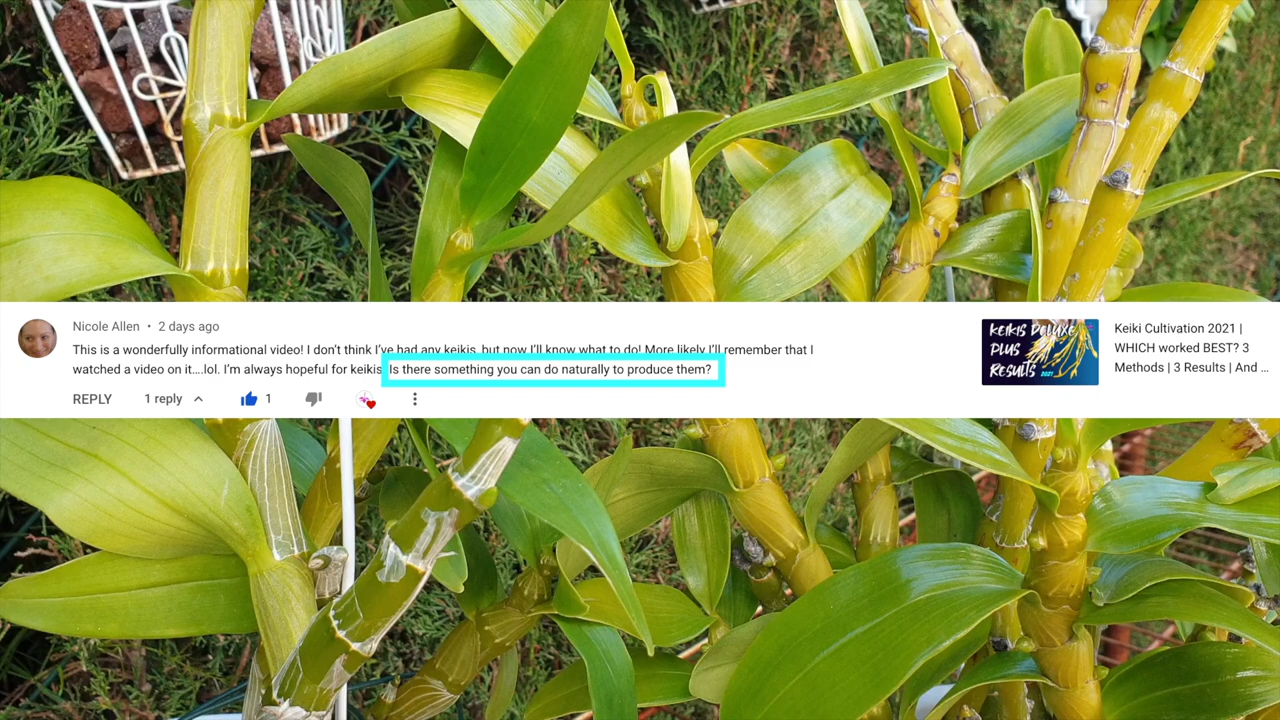 Nicole Allen • 2 days ago
This is a wonderfully informational video! I don't think I've had any keikis, but now I'll know what to do! More likely I'll remember that I
watched a video on it....lol. I'm always hopeful for keikis. Is there something you can do naturally to produce them?
REPLY 1 reply 1
KEIKIS DELUXE
PLUS
RESULTS 2021
Keiki Cultivation 2021 |
WHICH worked BEST? 3
Methods | 3 Results | And ...